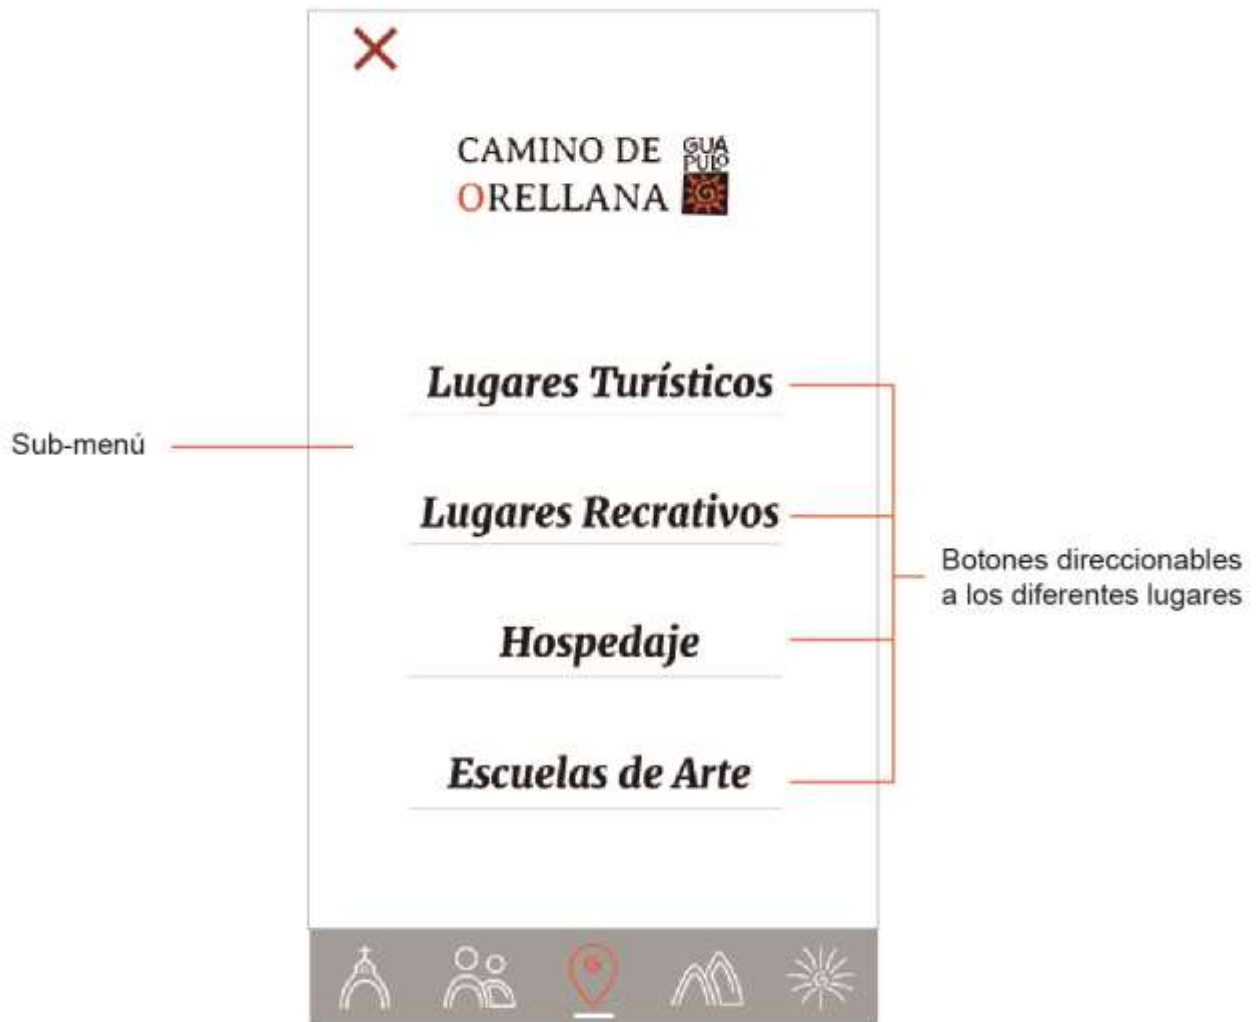 CAMINO DE
ORELLANA
GUÁ
PULO
Lugares Turísticos
Sub-menú
Lugares Recrativos
Botones direccionables
a los diferentes lugares
Hospedaje
Escuelas de Arte